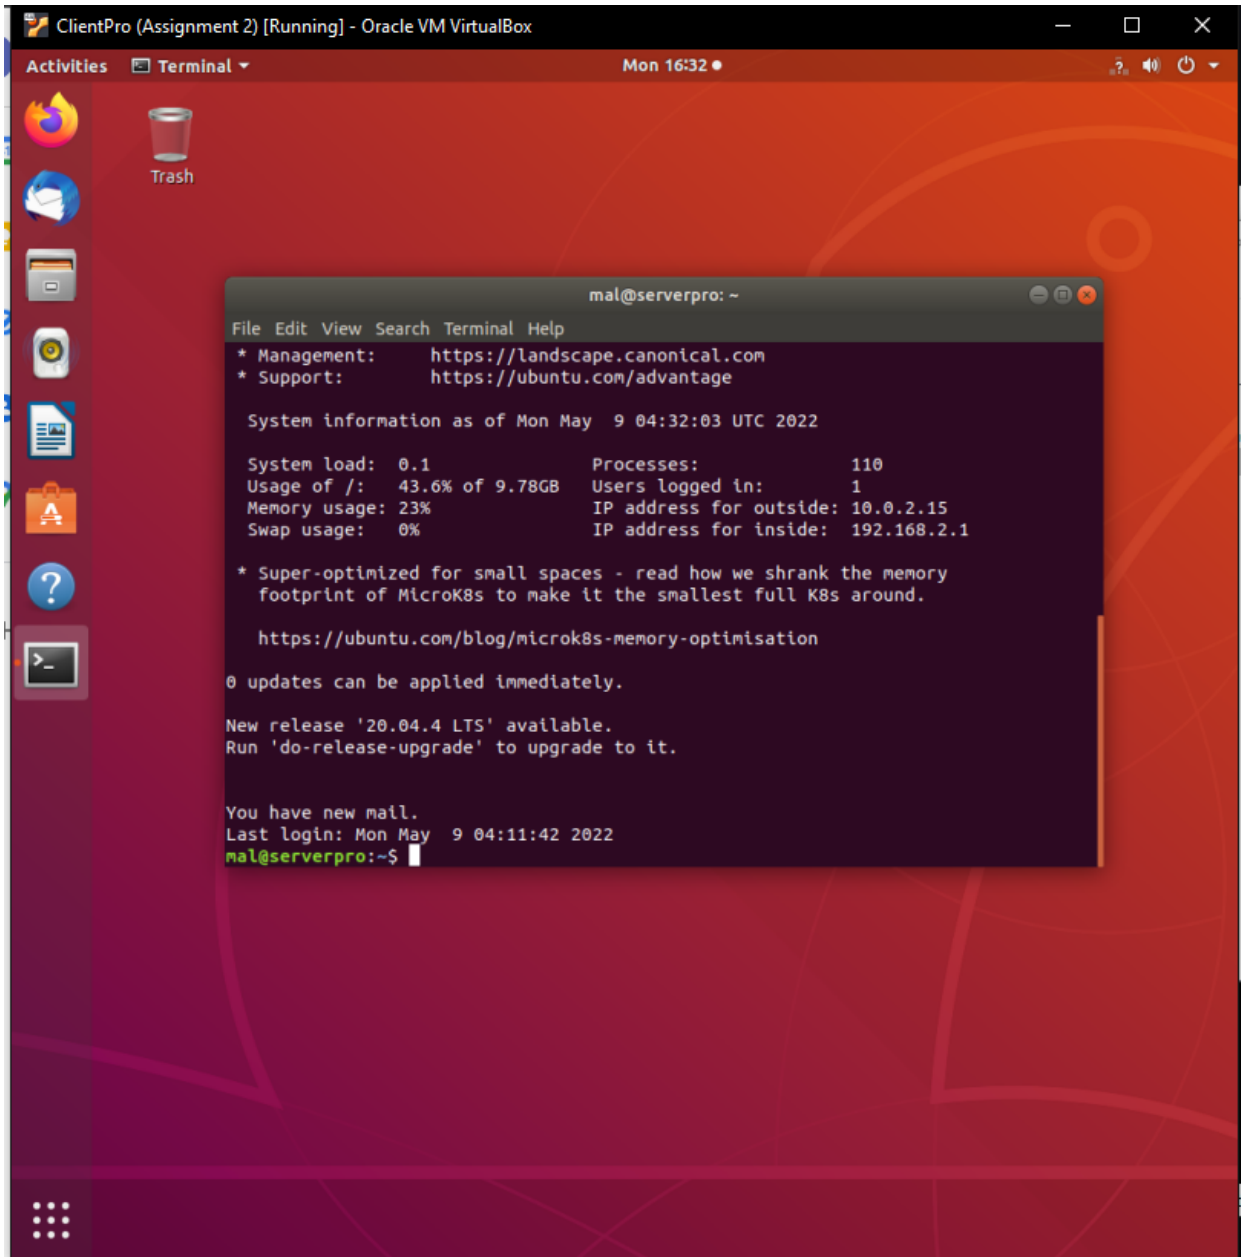 ClientPro (Assignment 2) [Running] - Oracle VM VirtualBox
Activities Terminal Mon 16:32
Trash
mal@serverpro: ~
File Edit View Search Terminal Help
* Management: https://landscape.canonical.com
* Support: https://ubuntu.com/advantage
System information as of Mon May 9 04:32:03 UTC 2022
System load: 0.1 Processes: 110
Usage of /: 43.6% of 9.78GB Users logged in: 1
Memory usage: 23% IP address for outside: 10.0.2.15
Swap usage: 0% IP address for inside: 192.168.2.1
* Super-optimized for small spaces - read how we shrank the memory
footprint of MicroK8s to make it the smallest full K8s around.
https://ubuntu.com/blog/microk8s-memory-optimisation
0 updates can be applied immediately.
New release '20.04.4 LTS' available.
Run 'do-release-upgrade' to upgrade to it.
You have new mail.
Last login: Mon May 9 04:11:42 2022
mal@serverpro:~$